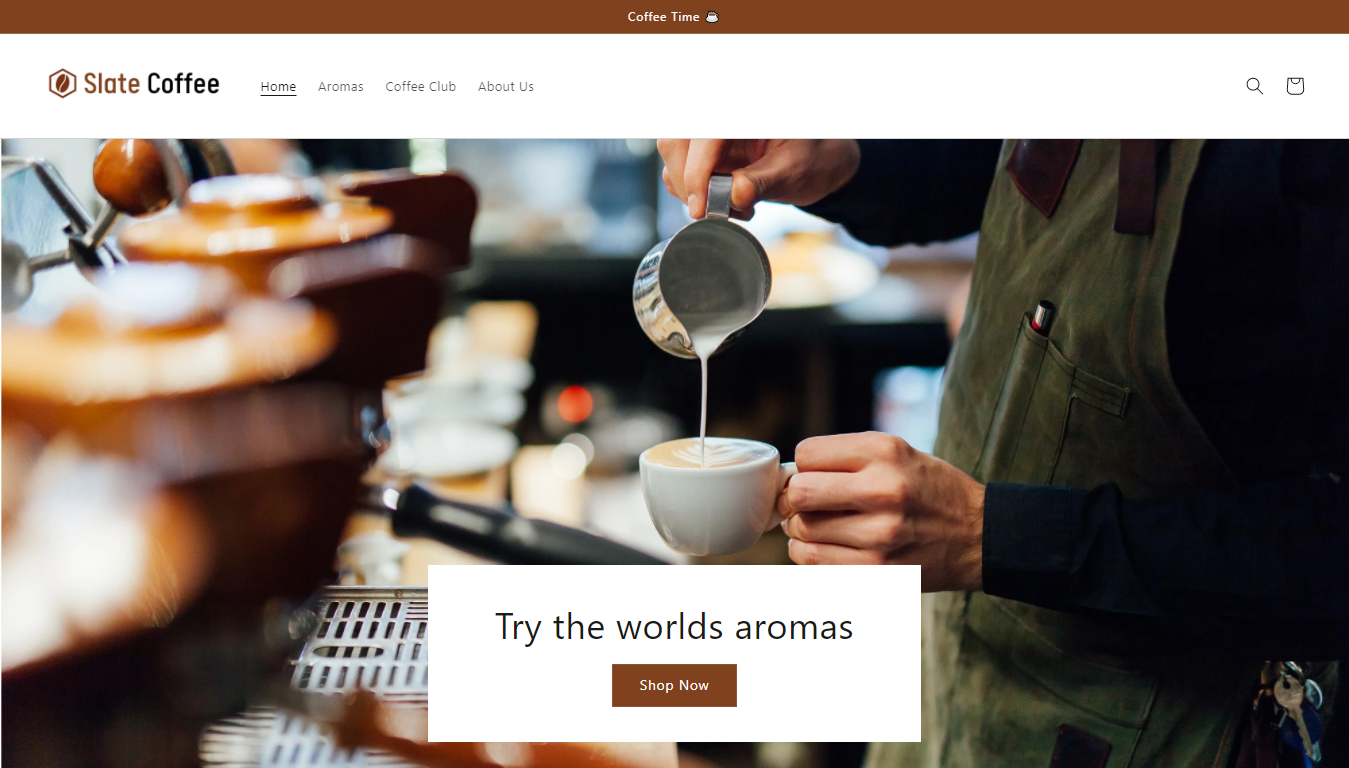 Coffee Time ☕
Slate Coffee
Home Aromas Coffee Club About Us
Try the worlds aromas
Shop Now